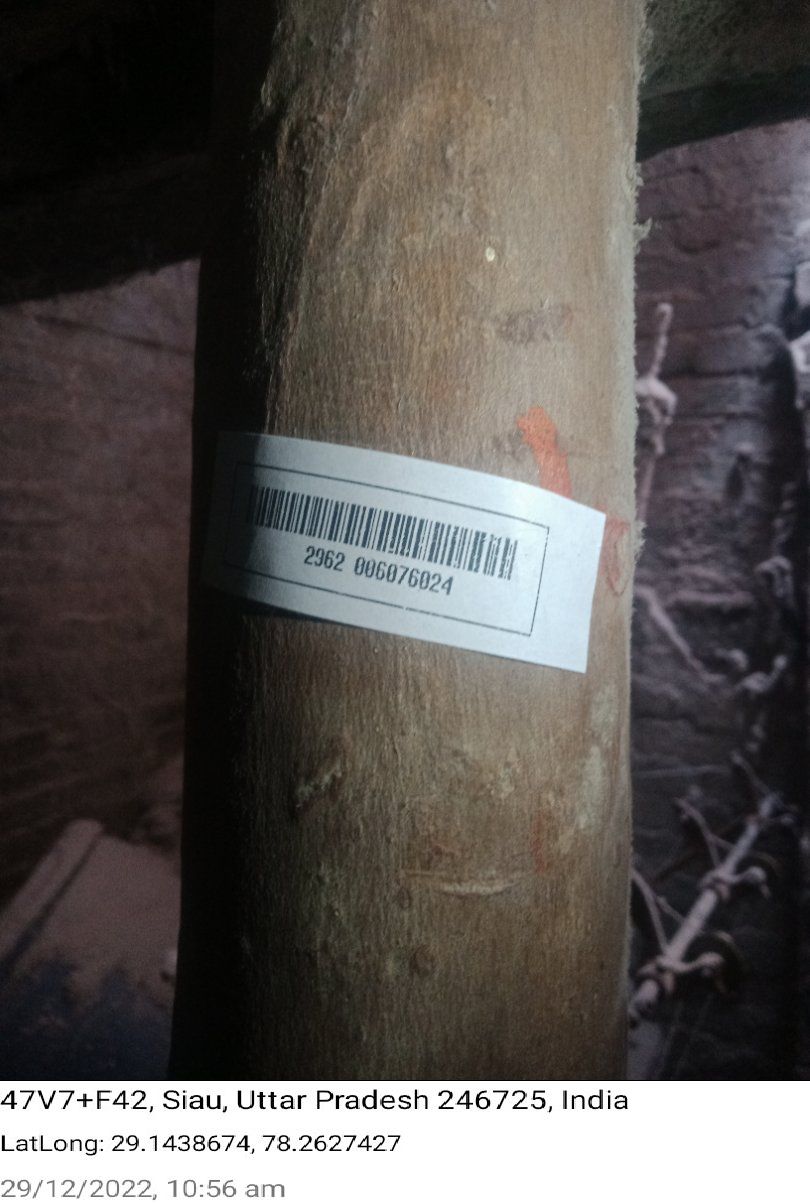 2962 006076024
47V7+F42, Siau, Uttar Pradesh 246725, India
LatLong: 29.1438674, 78.2627427
29/12/2022, 10:56 am